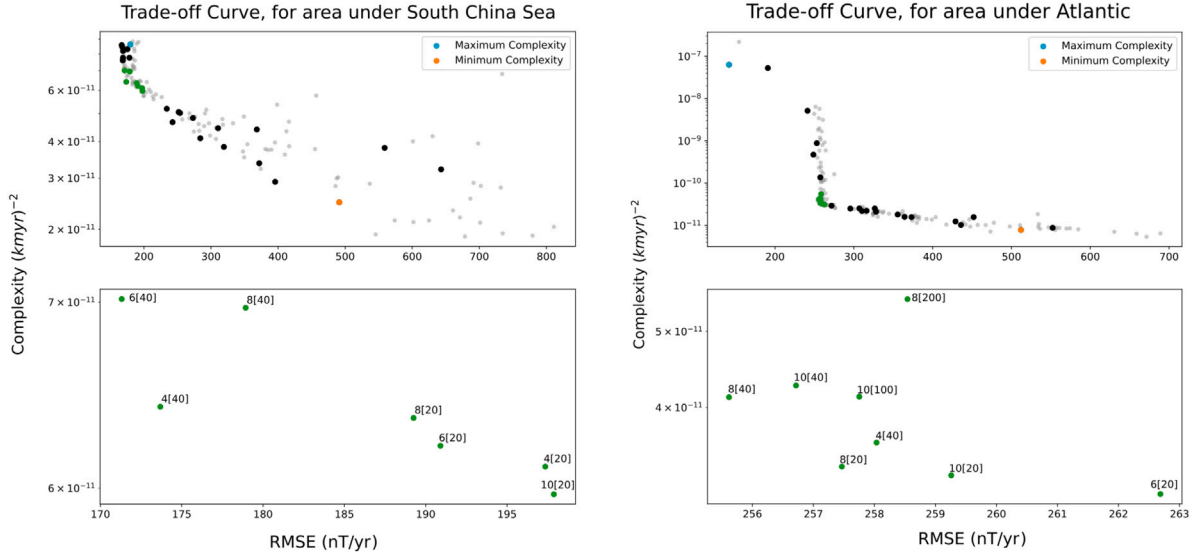 Trade-off Curve, for area under South China Sea
Maximum Complexity
Minimum Complexity
6 × 10⁻¹¹
4 × 10⁻¹¹
3 × 10⁻¹¹
2 × 10⁻¹¹
200 300 400 500 600 700 800
7 × 10⁻¹¹
6 × 10⁻¹¹
6[40]
8[40]
4[40]
8[20]
6[20]
4[20]
10[20]
170 175 180 185 190 195
Complexity (kmyr)⁻²
RMSE (nT/yr)
Trade-off Curve, for area under Atlantic
Maximum Complexity
Minimum Complexity
10⁻⁷
10⁻⁸
10⁻⁹
10⁻¹⁰
10⁻¹¹
200 300 400 500 600 700
5 × 10⁻¹¹
4 × 10⁻¹¹
8[200]
10[40]
8[40]
10[100]
4[40]
8[20]
10[20]
6[20]
256 257 258 259 260 261 262 263
Complexity (kmyr)⁻²
RMSE (nT/yr)